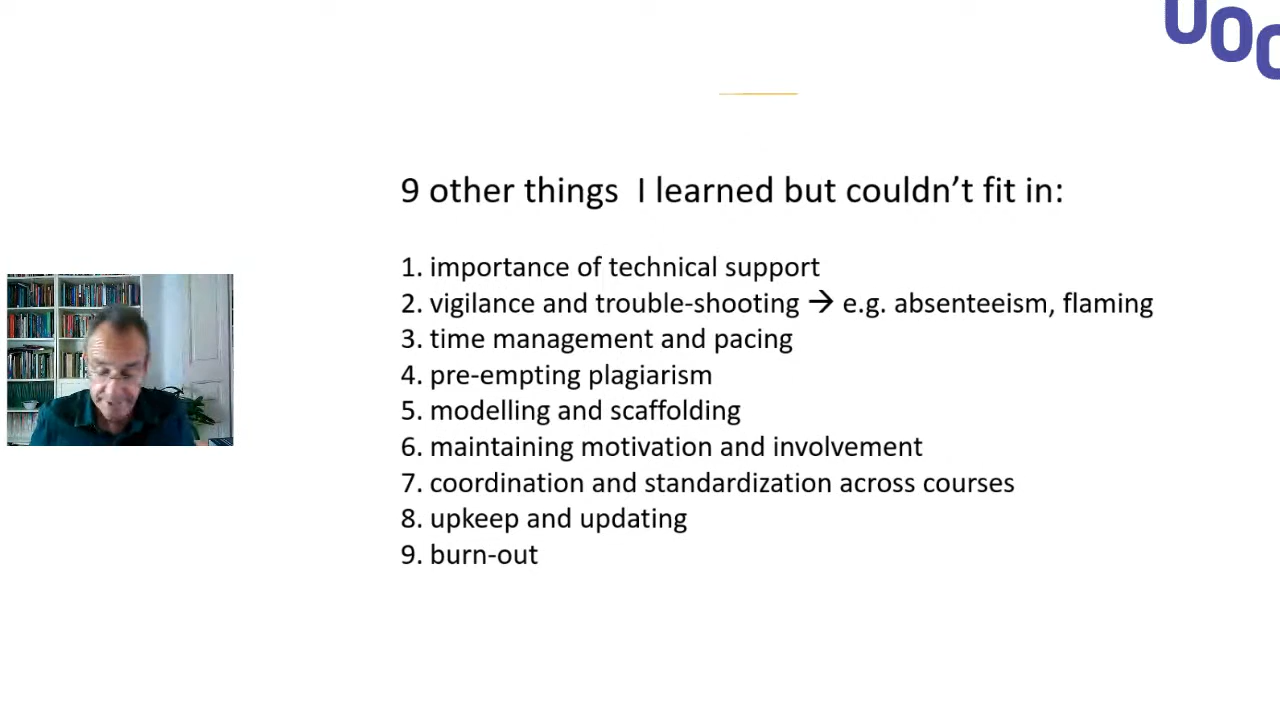 UOC
9 other things I learned but couldn’t fit in:
1. importance of technical support
2. vigilance and trouble-shooting → e.g. absenteeism, flaming
3. time management and pacing
4. pre-empting plagiarism
5. modelling and scaffolding
6. maintaining motivation and involvement
7. coordination and standardization across courses
8. upkeep and updating
9. burn-out